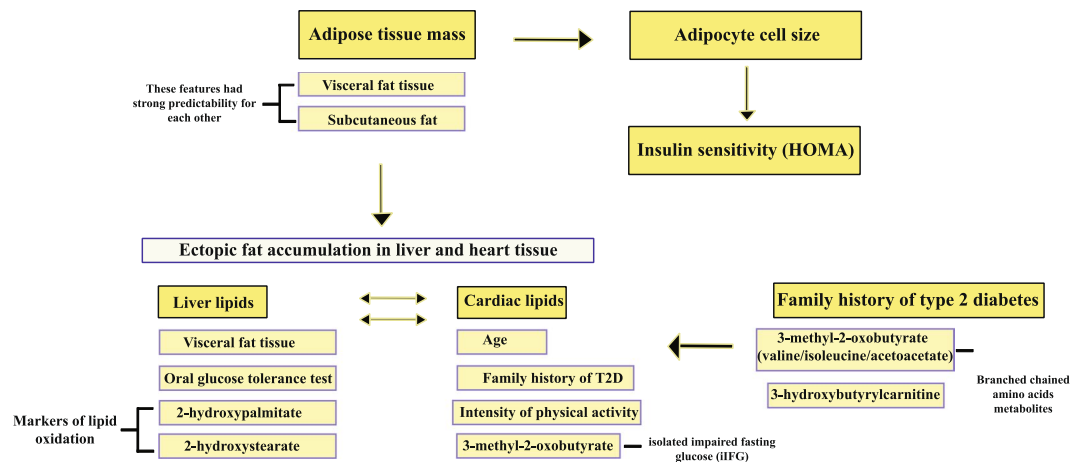 Adipose tissue mass
Adipocyte cell size
These features had
strong predictability for
each other
Visceral fat tissue
Subcutaneous fat
Insulin sensitivity (HOMA)
Ectopic fat accumulation in liver and heart tissue
Liver lipids
Cardiac lipids
Family history of type 2 diabetes
Visceral fat tissue
Oral glucose tolerance test
2-hydroxypalmitate
2-hydroxystearate
Markers of lipid
oxidation
Age
Family history of T2D
Intensity of physical activity
3-methyl-2-oxobutyrate
isolated impaired fasting
glucose (iIFG)
3-methyl-2-oxobutyrate
(valine/isoleucine/acetoacetate)
3-hydroxybutyrylcarnitine
Branched chained
amino acids
metabolites